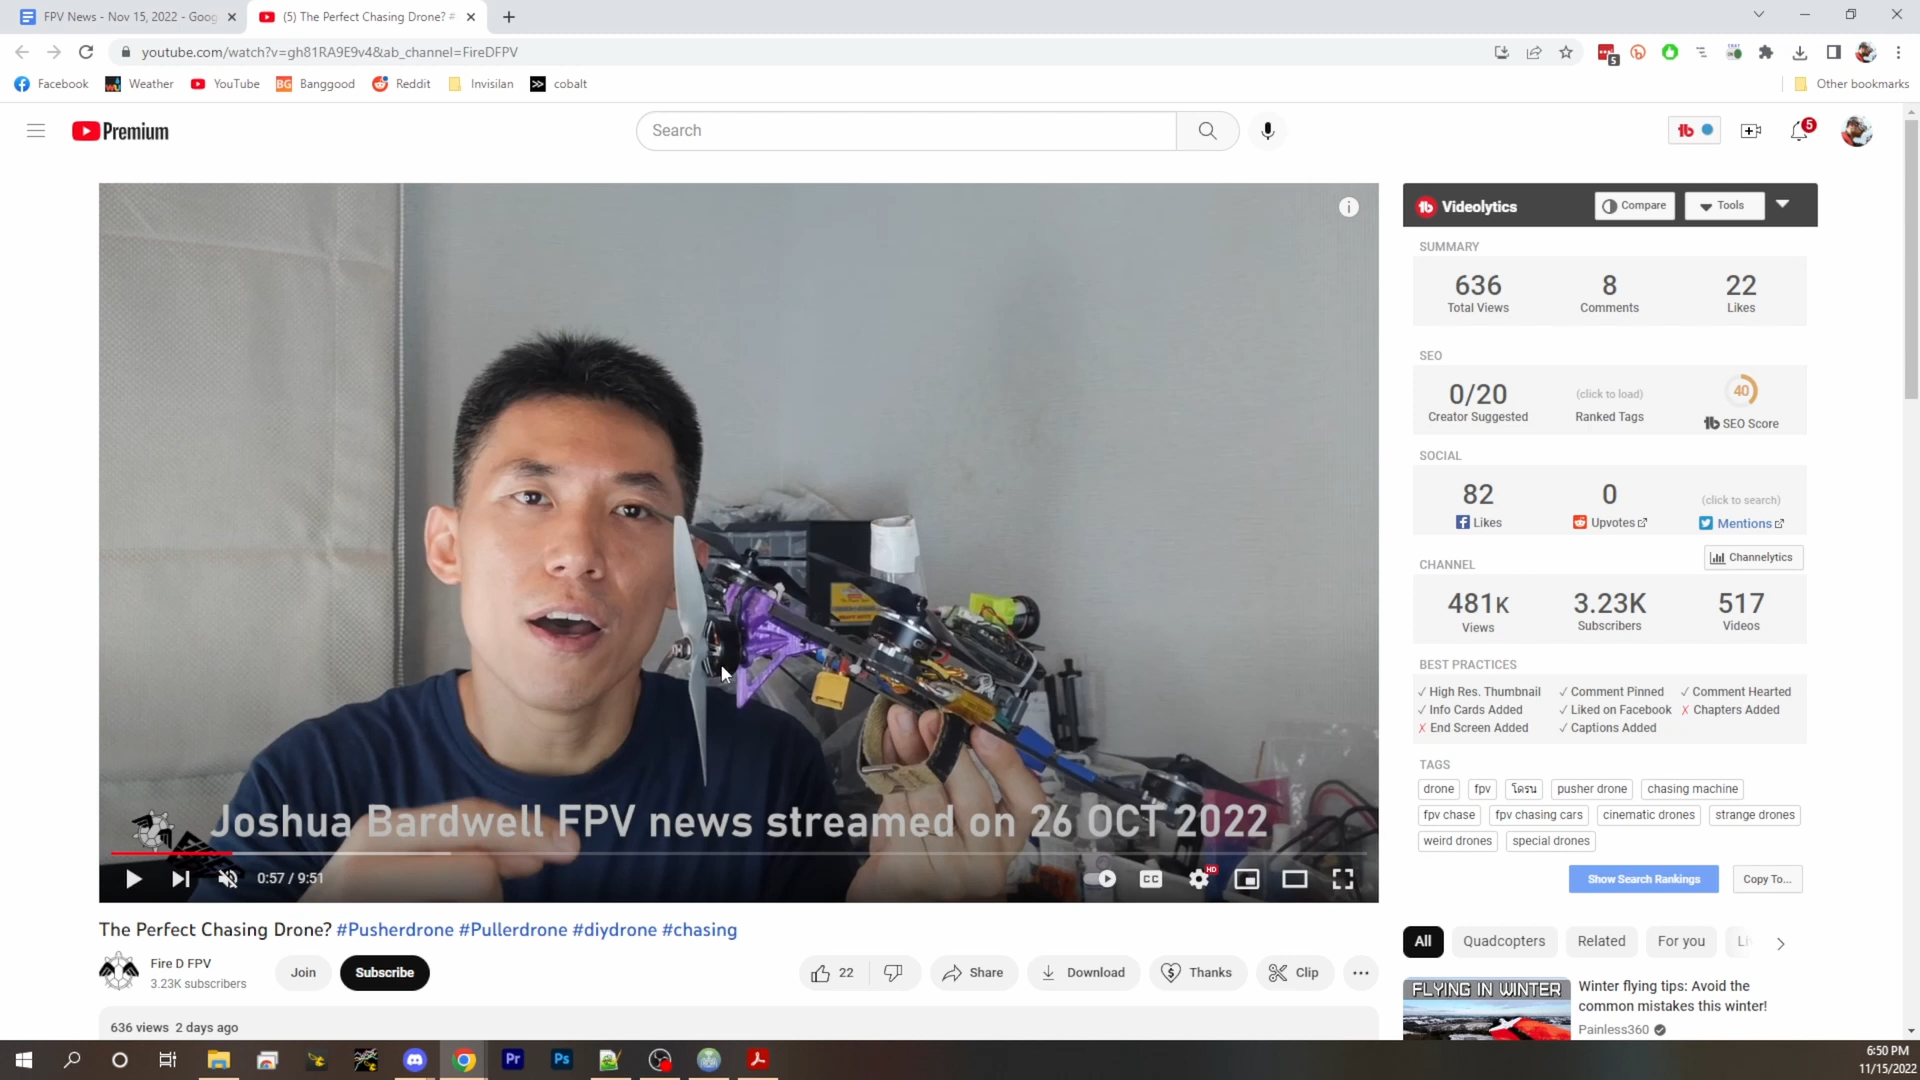 FPV News - Nov 15, 2022 - Goog
(5) The Perfect Chasing Drone? #
youtube.com/watch?v=gh81RA9E9v4&ab_channel=FireDFPV
5
Facebook
Weather
YouTube
BG Banggood
Reddit
Invisilan
cobalt
Other bookmarks
Premium
Search
5
Videolytics
Compare
Tools
SUMMARY
636 8 22
Total Views Comments Likes
SEO
0/20 (click to load) 40
Creator Suggested Ranked Tags SEO Score
SOCIAL
82 0 (click to search)
Likes Upvotes Mentions
CHANNEL Channelytics
481K 3.23K 517
Views Subscribers Videos
BEST PRACTICES
✓ High Res. Thumbnail ✓ Comment Pinned ✓ Comment Hearted
✓ Info Cards Added ✓ Liked on Facebook ✗ Chapters Added
✗ End Screen Added ✓ Captions Added
TAGS
drone fpv โดรน pusher drone chasing machine
fpv chase fpv chasing cars cinematic drones strange drones
weird drones special drones
Show Search Rankings Copy To...
Joshua Bardwell FPV news streamed on 26 OCT 2022
0:57 / 9:51
CC HD
The Perfect Chasing Drone? #Pusherdrone #Pullerdrone #diydrone #chasing
Fire D FPV
3.23K subscribers
Join
Subscribe
22
Share
Download
Thanks
Clip
636 views 2 days ago
All Quadcopters Related For you Li
FLYING IN WINTER
Winter flying tips: Avoid the
common mistakes this winter!
Painless360
Pr
Ps
6:50 PM
11/15/2022